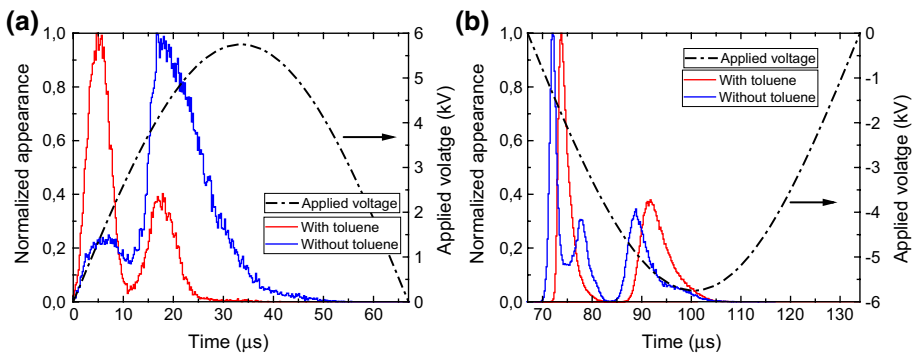 (a)
1,0
0,8
0,6
0,4
0,2
0,0
Normalized appearance
0
10
20
30
40
50
60
Time (μs)
6
5
4
3
2
1
0
Applied volatge (kV)
Applied voltage
With toluene
Without toluene
(b)
1,0
0,8
0,6
0,4
0,2
0,0
Normalized appearance
70
80
90
100
110
120
130
Time (μs)
0
-1
-2
-3
-4
-5
-6
Applied volatge (kV)
Applied voltage
With toluene
Without toluene